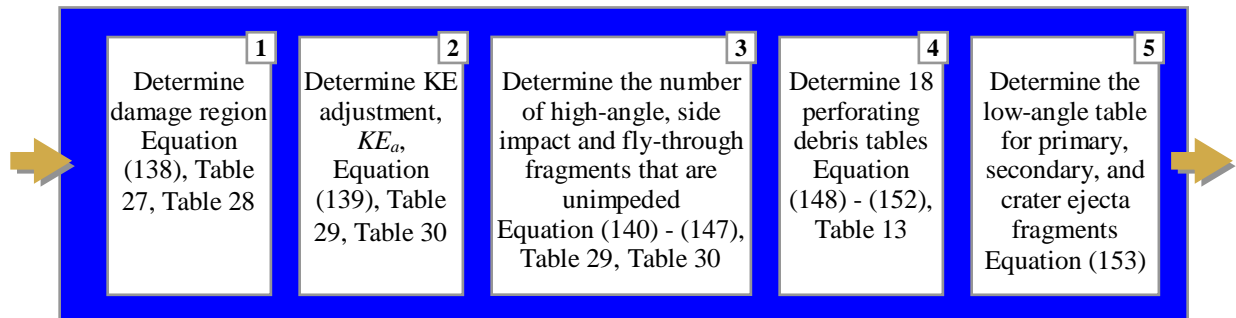 1
Determine
damage region
Equation
(138), Table
27, Table 28
2
Determine KE
adjustment,
KEₐ,
Equation
(139), Table
29, Table 30
3
Determine the number
of high-angle, side
impact and fly-through
fragments that are
unimpeded
Equation (140) - (147),
Table 29, Table 30
4
Determine 18
perforating
debris tables
Equation
(148) - (152),
Table 13
5
Determine the
low-angle table
for primary,
secondary, and
crater ejecta
fragments
Equation (153)